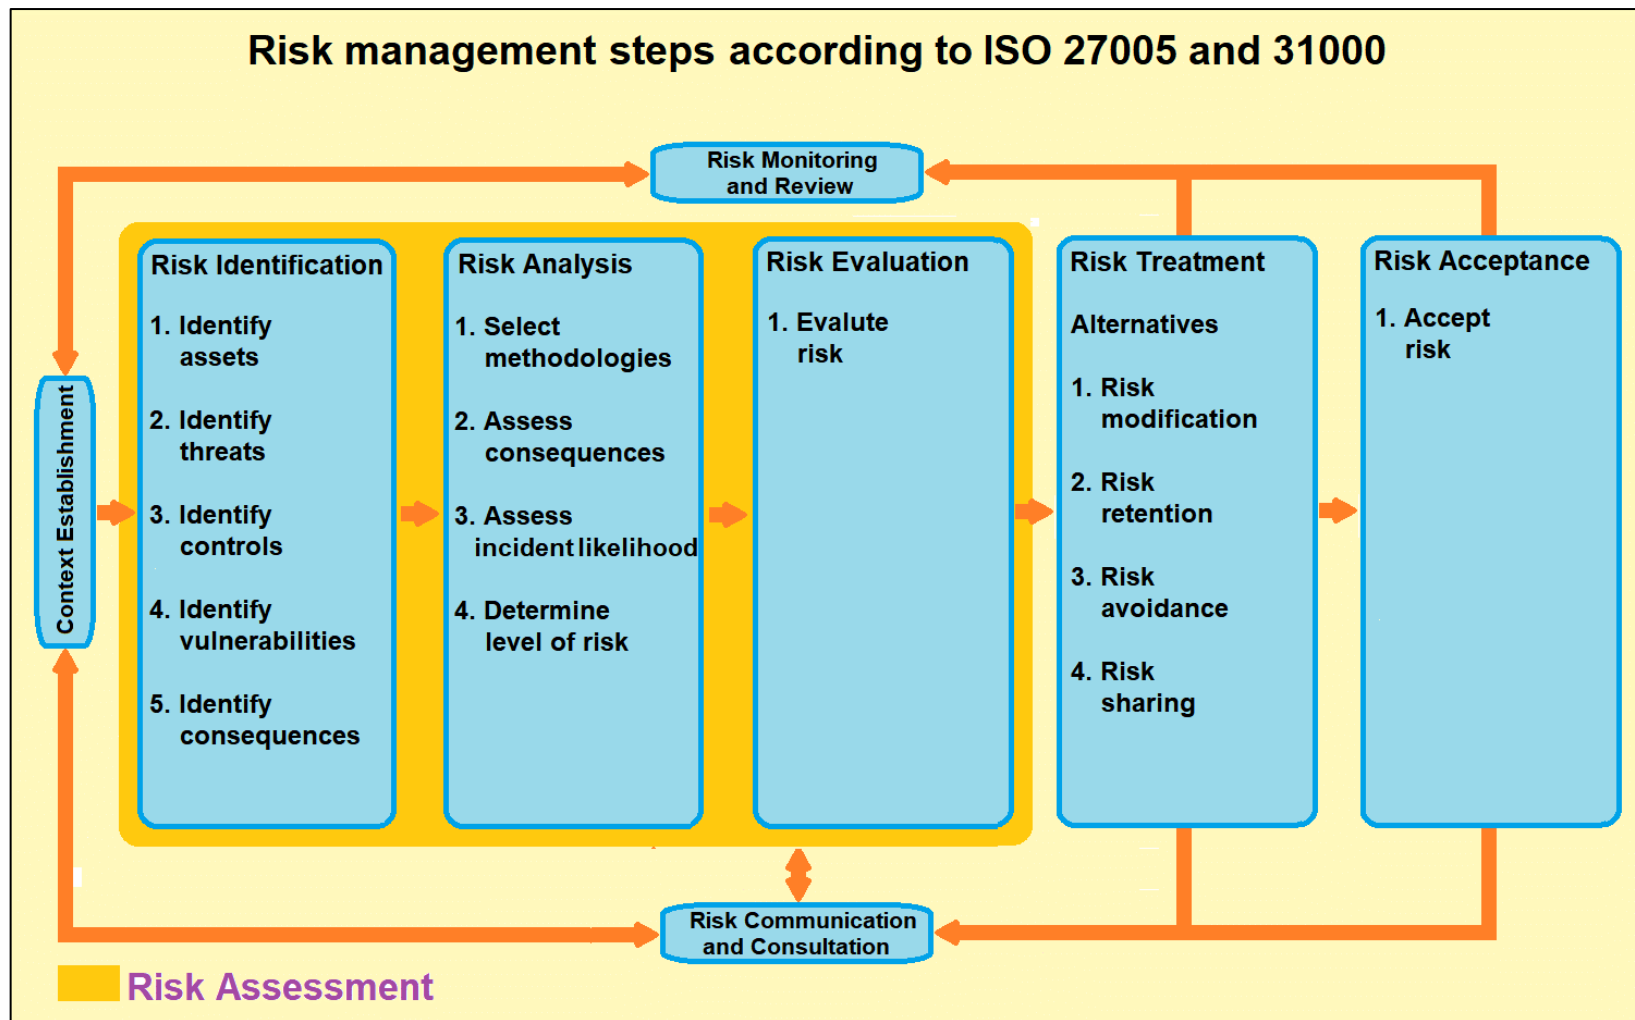 Risk management steps according to ISO 27005 and 31000
Risk Monitoring
and Review
Context Establishment
Risk Identification
1. Identify
assets
2. Identify
threats
3. Identify
controls
4. Identify
vulnerabilities
5. Identify
consequences
Risk Analysis
1. Select
methodologies
2. Assess
consequences
3. Assess
incident likelihood
4. Determine
level of risk
Risk Evaluation
1. Evalute
risk
Risk Treatment
Alternatives
1. Risk
modification
2. Risk
retention
3. Risk
avoidance
4. Risk
sharing
Risk Acceptance
1. Accept
risk
Risk Communication
and Consultation
Risk Assessment